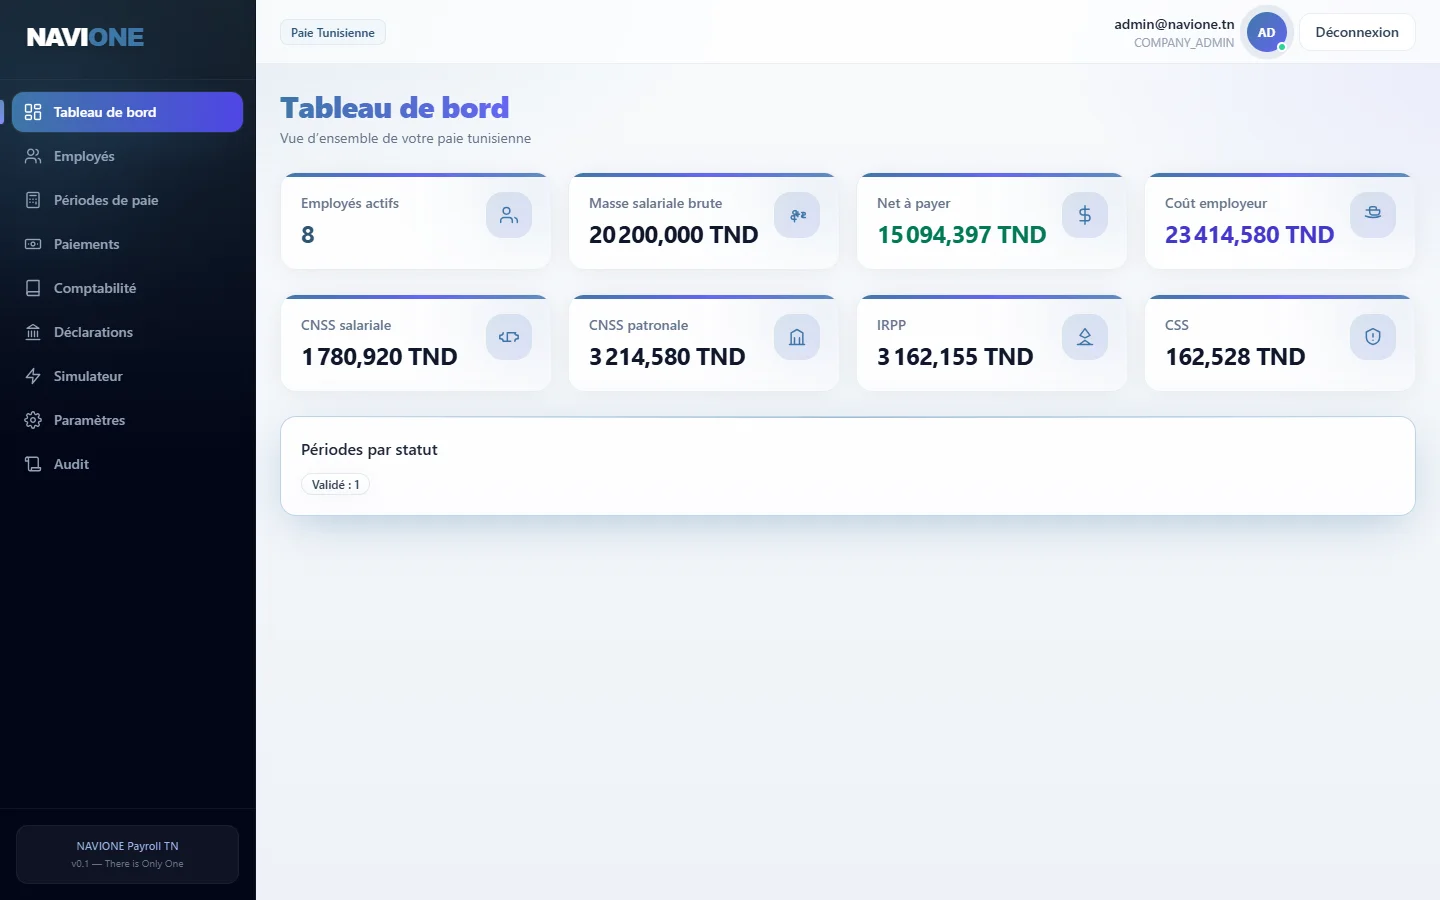 NAVIONE
Tableau de bord
Employés
Périodes de paie
Paiements
Comptabilité
Déclarations
Simulateur
Paramètres
Audit
NAVIONE Payroll TN
v0.1 — There is Only One
Paie Tunisienne
admin@navione.tn
COMPANY_ADMIN
AD
Déconnexion
Tableau de bord
Vue d'ensemble de votre paie tunisienne
Employés actifs
8
Masse salariale brute
20 200,000 TND
Net à payer
15 094,397 TND
Coût employeur
23 414,580 TND
CNSS salariale
1 780,920 TND
CNSS patronale
3 214,580 TND
IRPP
3 162,155 TND
CSS
162,528 TND
Périodes par statut
Validé : 1